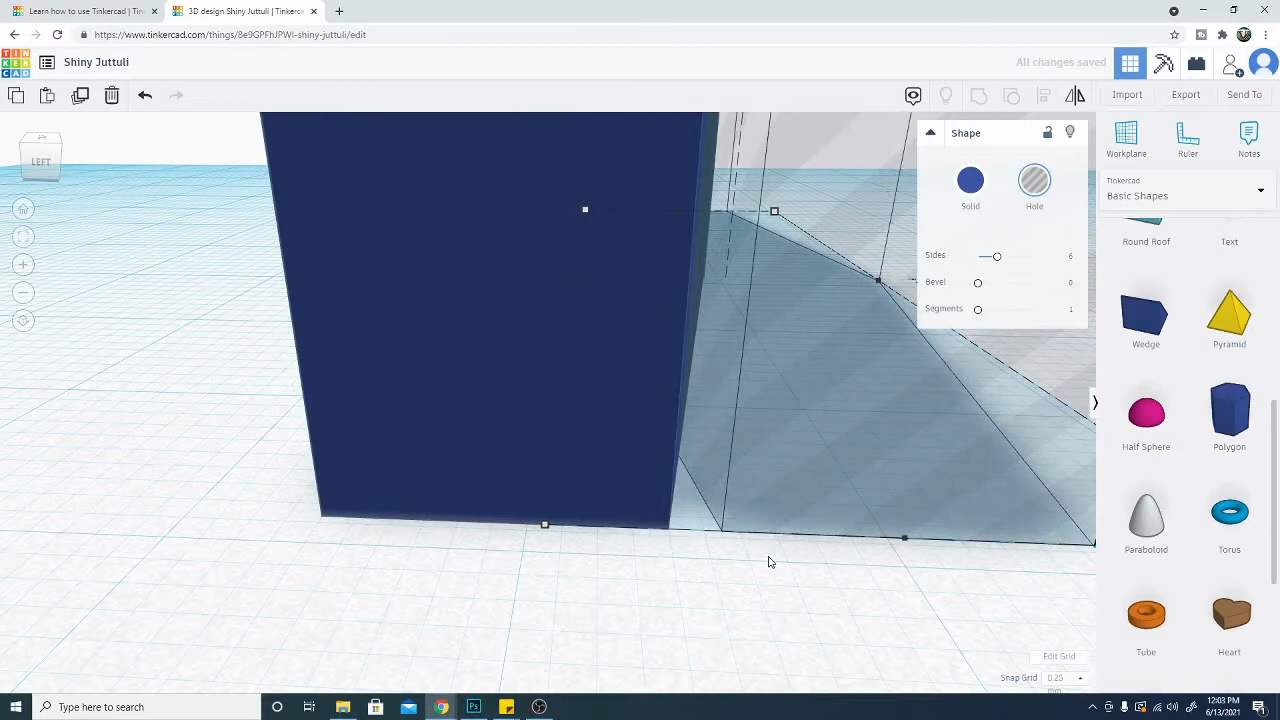 Learn how to use Tinkercad | Tin
3D design Shiny Juttuli | Tinkerc
https://www.tinkercad.com/things/8e9GPFhJPWI-shiny-juttuli/edit
TIN
KER
CAD
Shiny Juttuli
All changes saved
Import
Export
Send To
LEFT
Shape
Solid
Hole
Sides
6
Bevel
0
Segments
1
Workplane
Ruler
Notes
Tinkercad
Basic Shapes
Round Roof
Text
Wedge
Pyramid
Half Sphere
Polygon
Paraboloid
Torus
Tube
Heart
Edit Grid
Snap Grid
0.25
mm
Type here to search
Ps
12:03 PM
6/13/2021